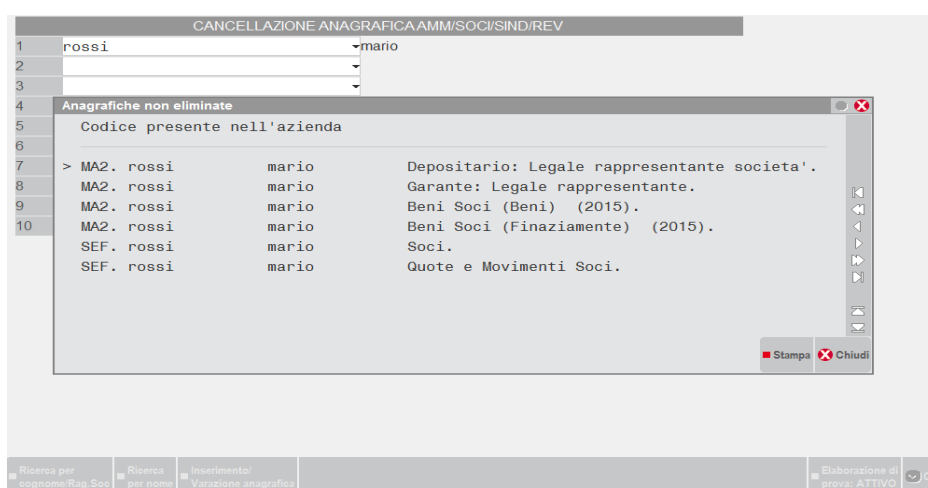 CANCELLAZIONE ANAGRAFICA AMM/SOCI/SIND/REV
1 rossi mario
2
3
4
5
6
7
8
9
10
Anagrafiche non eliminate
Codice presente nell'azienda
> MA2. rossi mario Depositario: Legale rappresentante societa'.
MA2. rossi mario Garante: Legale rappresentante.
MA2. rossi mario Beni Soci (Beni) (2015).
MA2. rossi mario Beni Soci (Finaziamente) (2015).
SEF. rossi mario Soci.
SEF. rossi mario Quote e Movimenti Soci.
Stampa Chiudi
Ricerca per cognome/Rag.Soc
Ricerca per nome
Inserimento/ Varazione anagrafica
Elaborazione di prova: ATTIVO